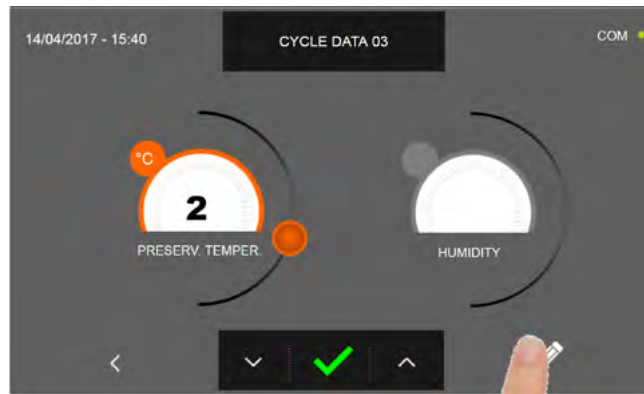 14/04/2017 - 15:40
CYCLE DATA 03
COM
°C
2
PRESERV. TEMPER.
HUMIDITY